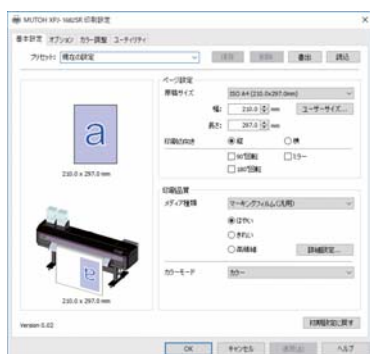 MUTOH XPJ-1682SR 印刷設定
基本設定 オプション カラー調整 ユーティリティ
プリセット: 現在の設定 保存 削除 書出 読込
ページ設定
原稿サイズ ISO A4 (210.0x297.0mm)
幅: 210.0 mm ユーザーサイズ...
長さ: 297.0 mm
印刷の向き 縦 横
90°回転 ミラー
180°回転
a
210.0 x 297.0 mm
印刷品質
メディア種類 マーキングフィルム(汎用)
はやい
きれい
高精細 詳細設定...
カラーモード カラー
a
210.0 x 297.0 mm
Version 5.02
初期設定に戻す
OK キャンセル 適用(A) ヘルプ